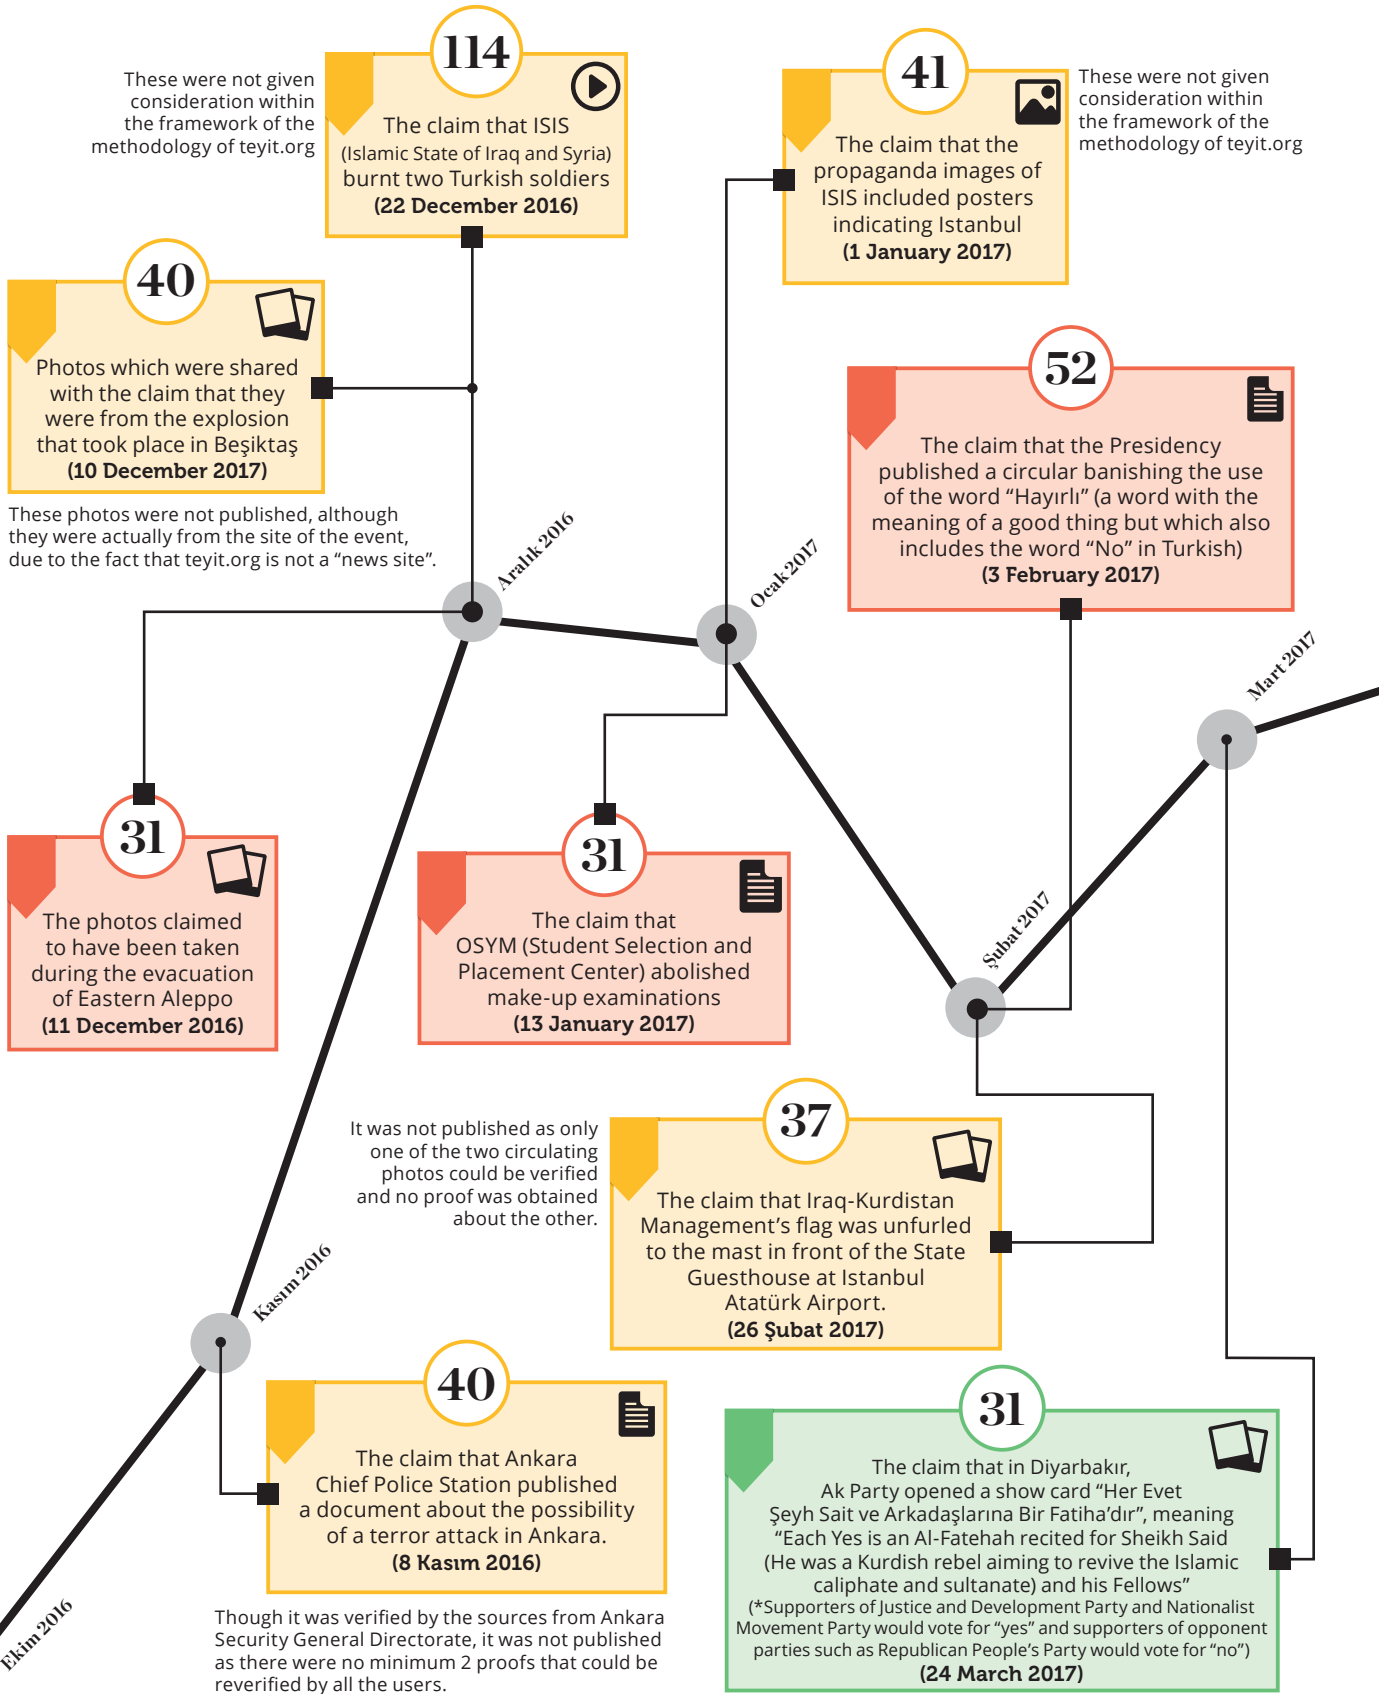 114
These were not given
consideration within
the framework of the
methodology of teyit.org
The claim that ISIS
(Islamic State of Iraq and Syria)
burnt two Turkish soldiers
(22 December 2016)
41
The claim that the
propaganda images of
ISIS included posters
indicating Istanbul
(1 January 2017)
These were not given
consideration within
the framework of the
methodology of teyit.org
40
Photos which were shared
with the claim that they
were from the explosion
that took place in Beşiktaş
(10 December 2017)
These photos were not published, although
they were actually from the site of the event,
due to the fact that teyit.org is not a “news site”.
52
The claim that the Presidency
published a circular banishing the use
of the word “Hayırlı” (a word with the
meaning of a good thing but which also
includes the word “No” in Turkish)
(3 February 2017)
Aralık 2016
Ocak 2017
Mart 2017
31
The photos claimed
to have been taken
during the evacuation
of Eastern Aleppo
(11 December 2016)
31
The claim that
OSYM (Student Selection and
Placement Center) abolished
make-up examinations
(13 January 2017)
Şubat 2017
It was not published as only
one of the two circulating
photos could be verified
and no proof was obtained
about the other.
37
The claim that Iraq-Kurdistan
Management’s flag was unfurled
to the mast in front of the State
Guesthouse at Istanbul
Atatürk Airport.
(26 Şubat 2017)
Kasım 2016
40
The claim that Ankara
Chief Police Station published
a document about the possibility
of a terror attack in Ankara.
(8 Kasım 2016)
Though it was verified by the sources from Ankara
Security General Directorate, it was not published
as there were no minimum 2 proofs that could be
reverified by all the users.
Ekim 2016
31
The claim that in Diyarbakır,
Ak Party opened a show card “Her Evet
Şeyh Sait ve Arkadaşlarına Bir Fatiha’dır”, meaning
“Each Yes is an Al-Fatehah recited for Sheikh Said
(He was a Kurdish rebel aiming to revive the Islamic
caliphate and sultanate) and his Fellows”
(*Supporters of Justice and Development Party and Nationalist
Movement Party would vote for “yes” and supporters of opponent
parties such as Republican People’s Party would vote for “no”)
(24 March 2017)